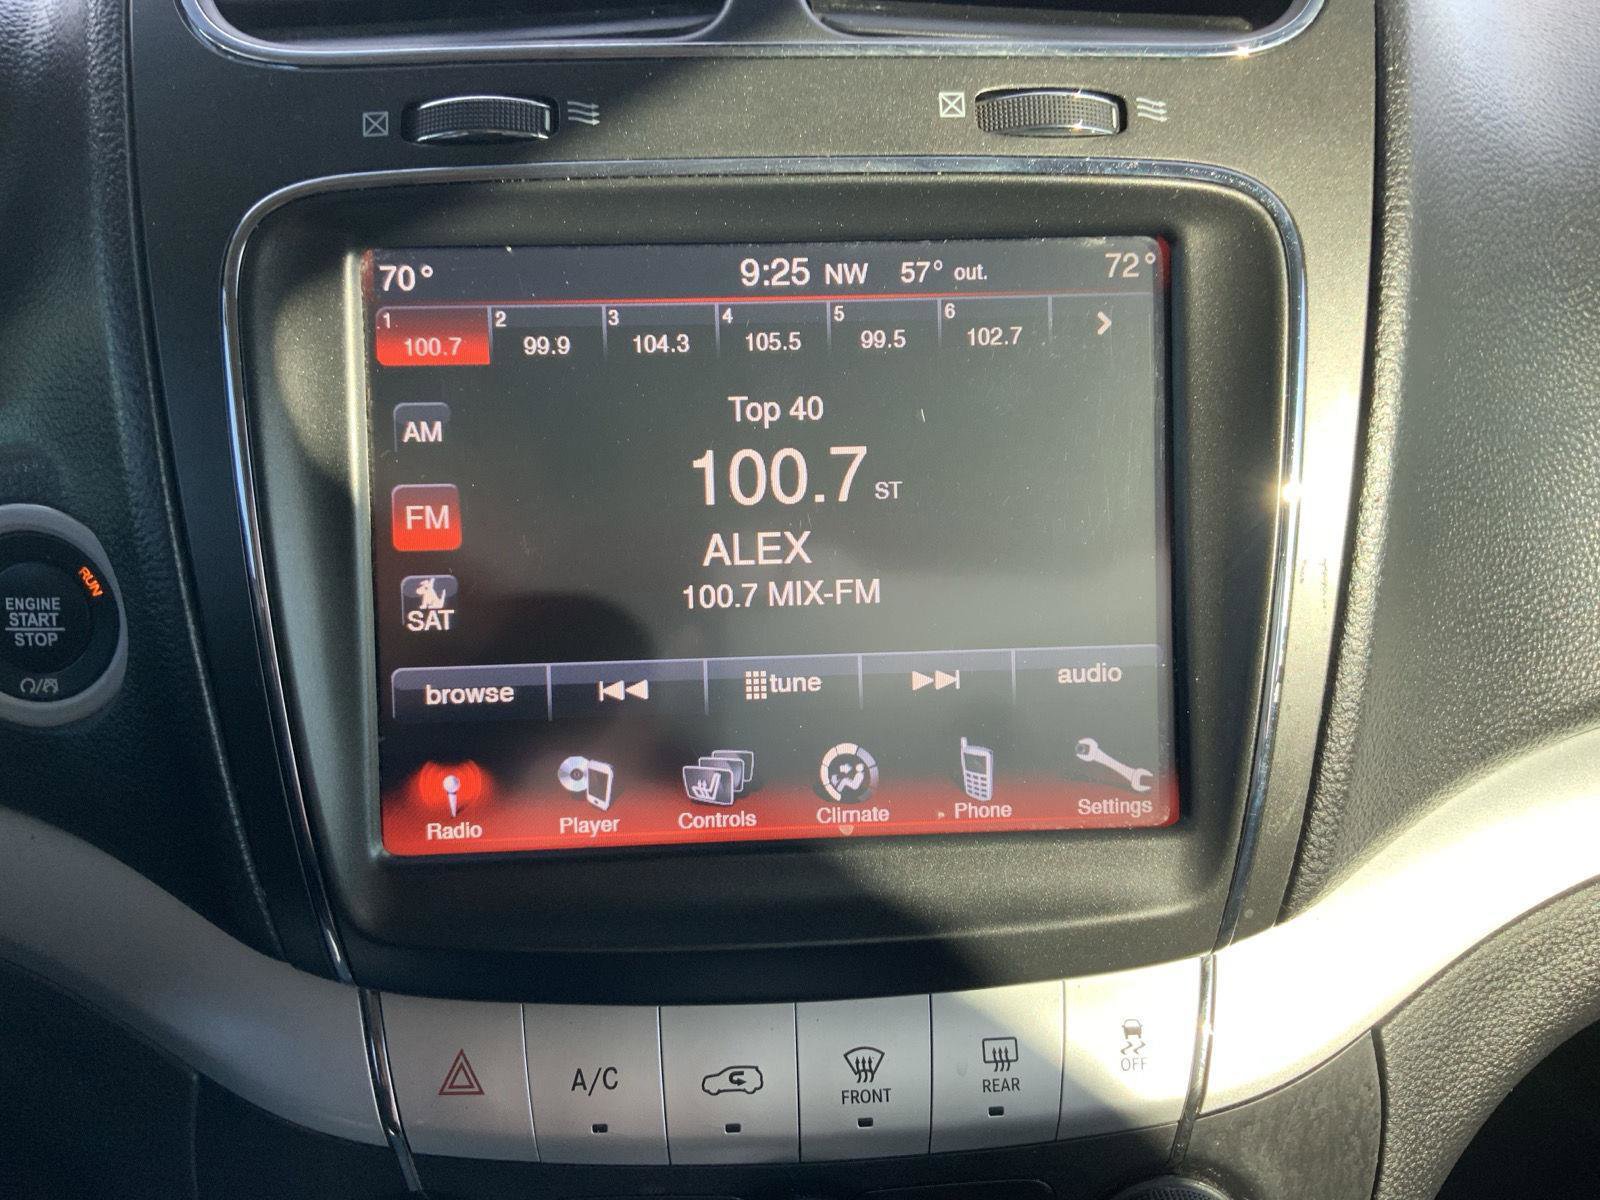 70° 9:25 NW 57° out. 72°
1 2 3 4 5 6
100.7 99.9 104.3 105.5 99.5 102.7
Top 40
AM
100.7 ST
FM
ALEX
100.7 MIX-FM
SAT
browse tune audio
Radio Player Controls Climate Phone Settings
RUN
ENGINE
START
STOP
A/C
FRONT
REAR
OFF